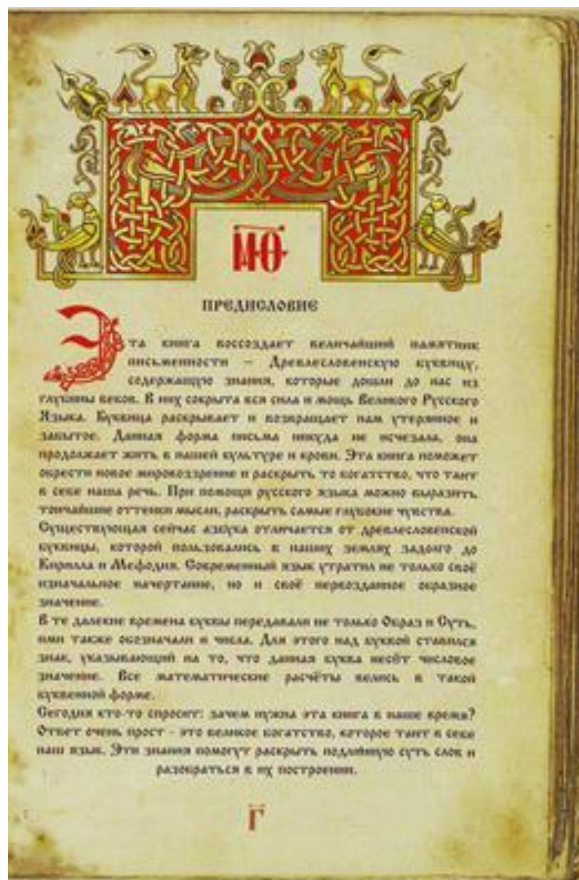 ПРЕДИСЛОВИЕ
Эта книга воссоздает величайший памятник
письменности – Древлесловенскую буквицу,
содержащую знания, которые дошли до нас из
глубины веков. В них сокрыта вся сила и мощь Великого Русского
Языка. Буквица раскрывает и возвращает нам утерянное и
забытое. Данная форма письма никуда не исчезала, она
продолжает жить в нашей культуре и крови. Эта книга поможет
обрести новое мировоззрение и раскрыть то богатство, что таит
в себе наша речь. При помощи русского языка можно выразить
тончайшие оттенки мысли, раскрыть самые глубокие чувства.
Существующая сейчас азбука отличается от древлесловенской
буквицы, которой пользовались в наших землях задолго до
Кирилла и Мефодия. Современный язык утратил не только своё
изначальное начертание, но и своё первозданное образное
значение.
В те далекие времена буквы передавали не только Образ и Суть,
ими также обозначали и числа. Для этого над буквой ставился
знак, указывающий на то, что данная буква несёт числовое
значение. Все математические расчёты велись в такой
буквенной форме.
Сегодня кто-то спросит: зачем нужна эта книга в наше время?
Ответ очень прост - это великое богатство, которое таит в себе
наш язык. Эти знания помогут раскрыть подлинную суть слов и
разобраться в их построении.
Г